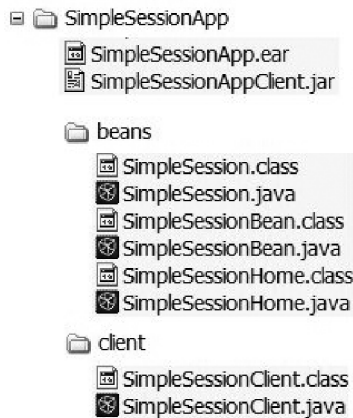 SimpleSessionApp
SimpleSessionApp.ear
SimpleSessionAppClient.jar
beans
SimpleSession.class
SimpleSession.java
SimpleSessionBean.class
SimpleSessionBean.java
SimpleSessionHome.class
SimpleSessionHome.java
client
SimpleSessionClient.class
SimpleSessionClient.java